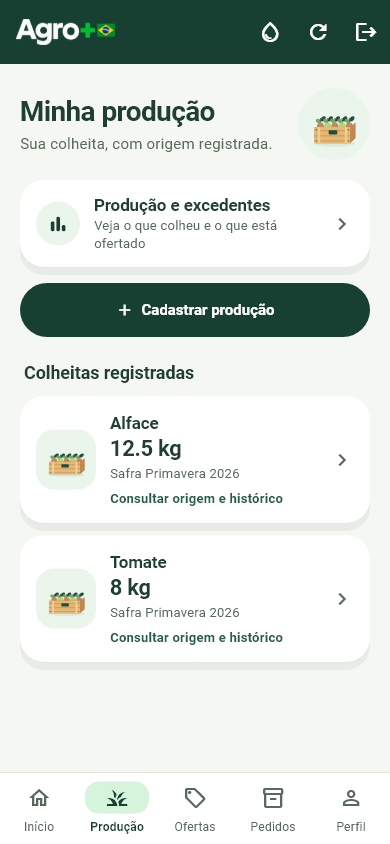 Agro+
Minha produção
Sua colheita, com origem registrada.
Produção e excedentes
Veja o que colheu e o que está
ofertado
+ Cadastrar produção
Colheitas registradas
Alface
12.5 kg
Safra Primavera 2026
Consultar origem e histórico
Tomate
8 kg
Safra Primavera 2026
Consultar origem e histórico
Início
Produção
Ofertas
Pedidos
Perfil